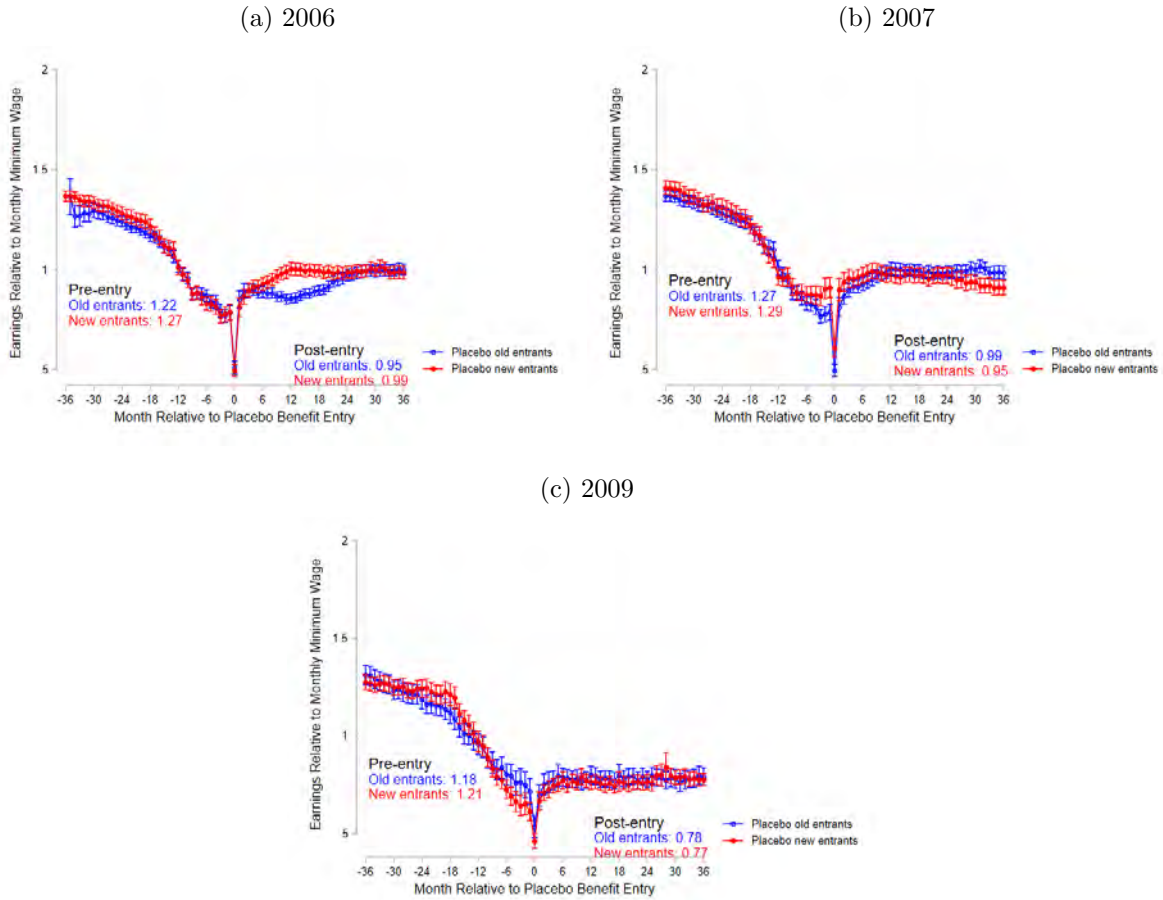 (a) 2006
Earnings Relative to Monthly Minimum Wage
2
1.5
1
.5
Pre-entry
Old entrants: 1.22
New entrants: 1.27
Post-entry
Old entrants: 0.95
New entrants: 0.99
Placebo old entrants
Placebo new entrants
-36 -30 -24 -18 -12 -6 0 6 12 18 24 30 36
Month Relative to Placebo Benefit Entry
(b) 2007
Earnings Relative to Monthly Minimum Wage
2
1.5
1
.5
Pre-entry
Old entrants: 1.27
New entrants: 1.29
Post-entry
Old entrants: 0.99
New entrants: 0.95
Placebo old entrants
Placebo new entrants
-36 -30 -24 -18 -12 -6 0 6 12 18 24 30 36
Month Relative to Placebo Benefit Entry
(c) 2009
Earnings Relative to Monthly Minimum Wage
2
1.5
1
.5
Pre-entry
Old entrants: 1.18
New entrants: 1.21
Post-entry
Old entrants: 0.78
New entrants: 0.77
Placebo old entrants
Placebo new entrants
-36 -30 -24 -18 -12 -6 0 6 12 18 24 30 36
Month Relative to Placebo Benefit Entry